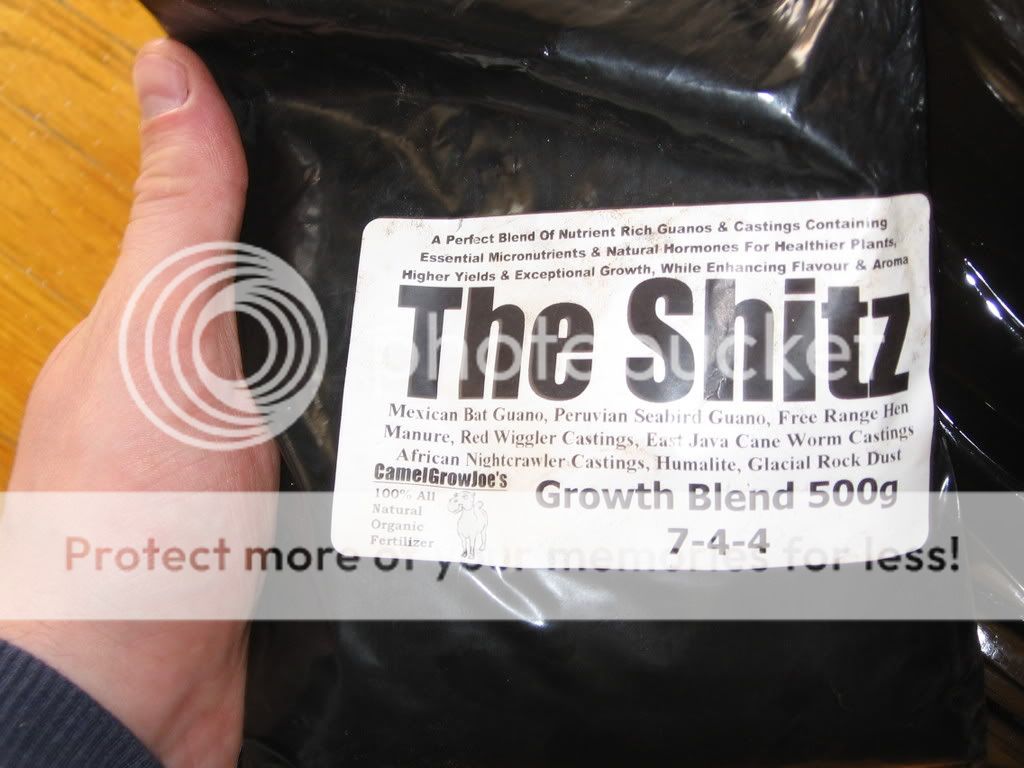 A Perfect Blend Of Nutrient Rich Guanos & Castings Containing
Essential Micronutrients & Natural Hormones For Healthier Plants,
Higher Yields & Exceptional Growth, While Enhancing Flavour & Aroma
The Shitz
photobucket
Mexican Bat Guano, Peruvian Seabird Guano, Free Range Hen
Manure, Red Wiggler Castings, East Java Cane Worm Castings
African Nightcrawler Castings, Humalite, Glacial Rock Dust
CamelGrowJoe's
100% All
Natural
Organic
Fertilizer
Growth Blend 500g
7-4-4
Protect more of your memories for less!